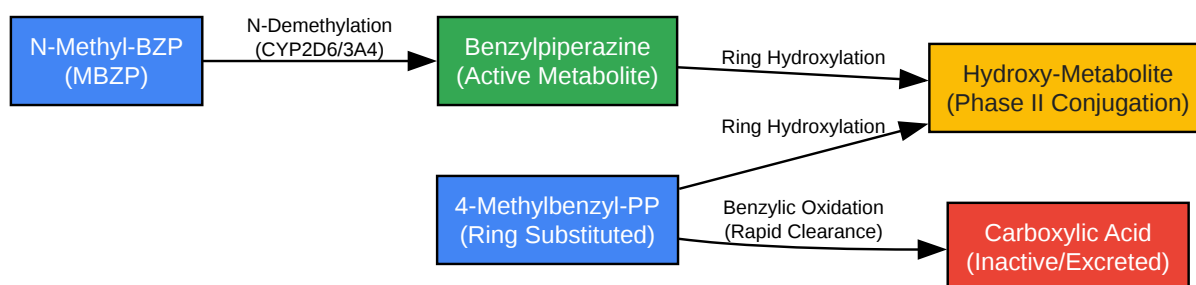 N-Methyl-BZP
(MBZP)
N-Demethylation
(CYP2D6/3A4)
Benzylpiperazine
(Active Metabolite)
Ring Hydroxylation
Hydroxy-Metabolite
(Phase II Conjugation)
Ring Hydroxylation
4-Methylbenzyl-PP
(Ring Substituted)
Benzylic Oxidation
(Rapid Clearance)
Carboxylic Acid
(Inactive/Excreted)